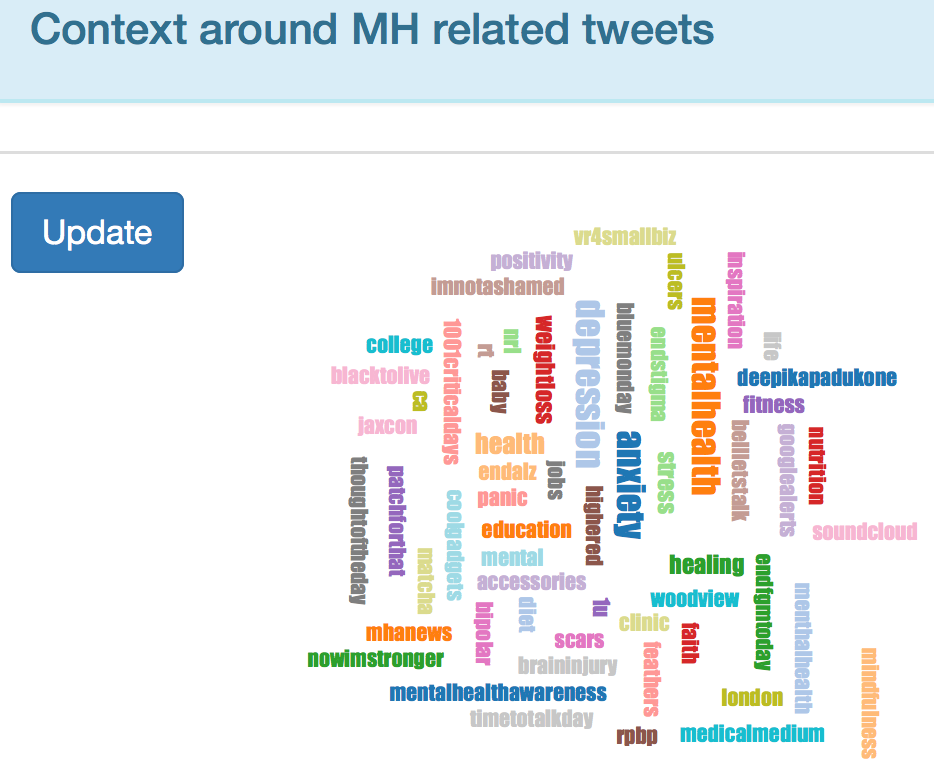 Context around MH related tweets
Update
vr4smallbiz
positivity
ulcers
inspiration
imnotashamed
depression
bluemonday
mentalhealth
weightloss
1001criticaldays
nrl
endstigma
life
college
rt
blacktolive
baby
deepikapadukone
ca
fitness
jaxcon
belletstalk
googlealerts
nutrition
health
anxiety
stress
thoughtoftheday
patchforthat
endalz
jobs
panic
highered
coolgadgets
education
soundcloud
matcha
mental
healing
endfgmtoday
accessories
menthalhealth
woodview
bipolar
diet
1u
clinic
faith
mhanews
scars
feathers
nowimstronger
braininjury
mindfulness
mentalhealthawareness
london
timetotalkday
rpbp
medicalmedium